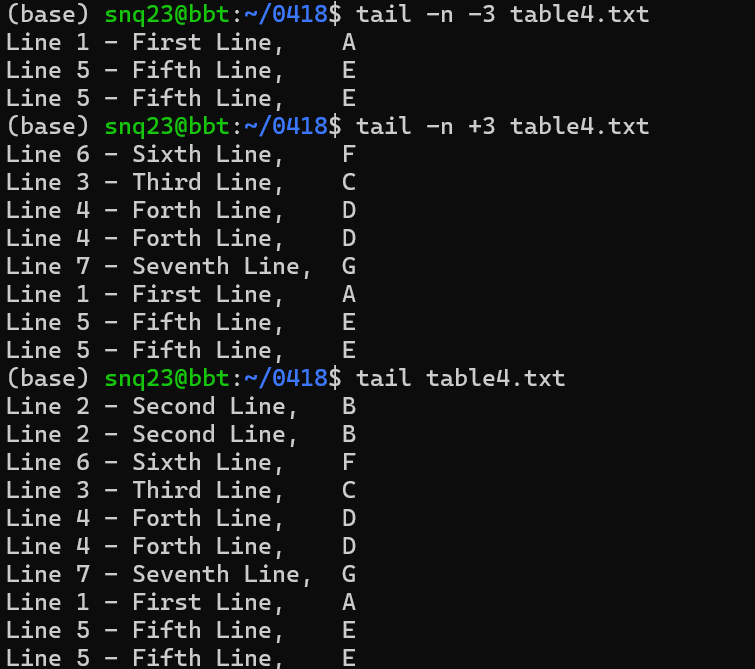 (base) snq23@bbt:~/0418$ tail -n -3 table4.txt
Line 1 - First Line,    A
Line 5 - Fifth Line,    E
Line 5 - Fifth Line,    E
(base) snq23@bbt:~/0418$ tail -n +3 table4.txt
Line 6 - Sixth Line,    F
Line 3 - Third Line,    C
Line 4 - Forth Line,    D
Line 4 - Forth Line,    D
Line 7 - Seventh Line,  G
Line 1 - First Line,    A
Line 5 - Fifth Line,    E
Line 5 - Fifth Line,    E
(base) snq23@bbt:~/0418$ tail table4.txt
Line 2 - Second Line,   B
Line 2 - Second Line,   B
Line 6 - Sixth Line,    F
Line 3 - Third Line,    C
Line 4 - Forth Line,    D
Line 4 - Forth Line,    D
Line 7 - Seventh Line,  G
Line 1 - First Line,    A
Line 5 - Fifth Line,    E
Line 5 - Fifth Line,    E